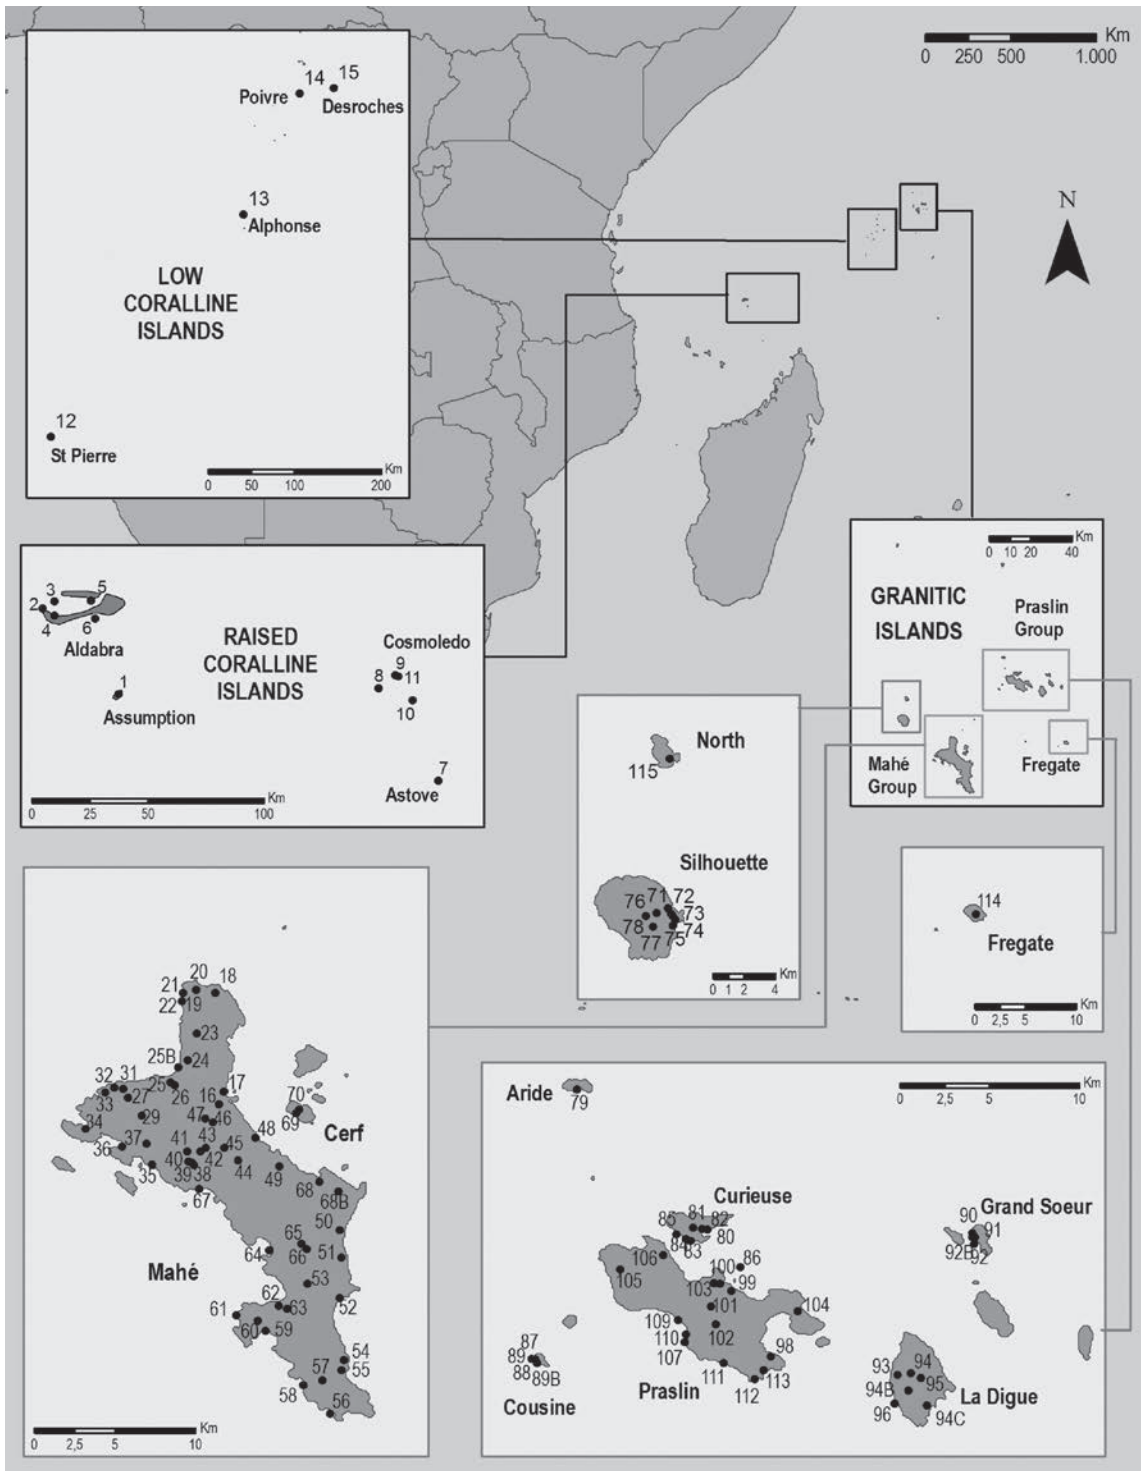 Km
0 250 500 1.000
N
14 15
Poivre
Desroches
13
Alphonse
LOW
CORALLINE
ISLANDS
12
St Pierre
Km
0 50 100 200
3 5
2
4 6
Aldabra
1
Assumption
RAISED
CORALLINE
ISLANDS
Cosmoledo
9
8 11
10
7
Astove
Km
0 25 50 100
Km
0 10 20 40
GRANITIC
ISLANDS
Praslin
Group
Mahé
Group
Fregate
North
115
Silhouette
76 71 72
73
78 74
77 75
Km
0 1 2 4
114
Fregate
Km
0 2,5 5 10
20
21 18
22 19
23
25B 24
32 31 25 26 17
33 27 16
29 47 46
34 70
69
Cerf
36 37 41 43 45 48
35 40 42 44
39 38 49
67 68
68B
50
65
64 66 51
Mahé
53
62 52
61 63
60 59
54
57 55
58 56
Km
0 2,5 5 10
Aride
79
Km
0 2,5 5 10
Curieuse
81 82
85 80
84 83
106 86
105 100
103 99
101 104
109
110 102
107 98
111 113
112
Praslin
87
89
88 89B
Cousine
Grand Soeur
90
91
92B 92
93 94
94B 95
96 94C
La Digue